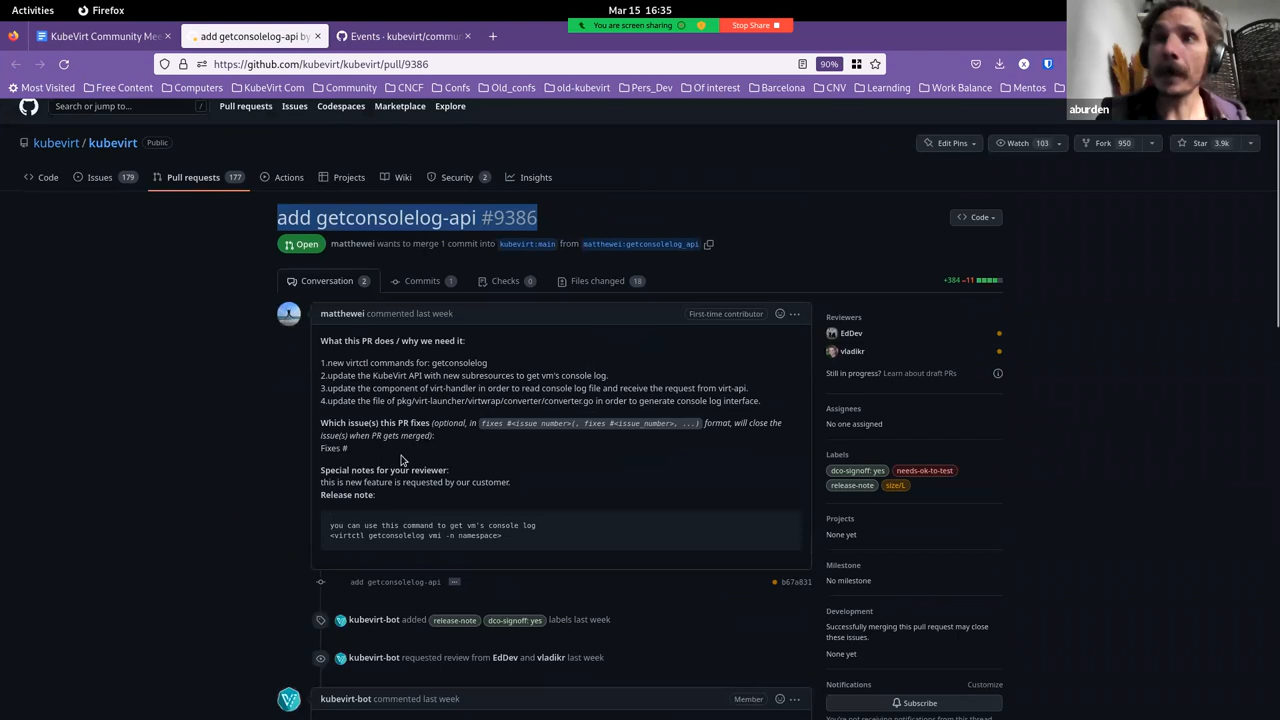 Activities
Firefox
Mar 15 16:35
You are screen sharing
Stop Share
KubeVirt Community Mee
add getconsolelog-api by
Events · kubevirt/commun
https://github.com/kubevirt/kubevirt/pull/9386
90%
Most Visited
Free Content
Computers
KubeVirt Com
Community
CNCF
Confs
Old_confs
old-kubevirt
Pers_Dev
Of interest
Barcelona
CNV
Learnding
Work Balance
Mentos
aburden
Search or jump to...
/
Pull requests
Issues
Codespaces
Marketplace
Explore
kubevirt / kubevirt
Public
Edit Pins
Watch 103
Fork 950
Star 3.9k
Code
Issues 179
Pull requests 177
Actions
Projects
Wiki
Security 2
Insights
add getconsolelog-api #9386
Code
Open
matthewei wants to merge 1 commit into kubevirt:main from matthewei:getconsolelog_api
Conversation 2
Commits 1
Checks 0
Files changed 18
+384 −11
matthewei commented last week
First-time contributor
What this PR does / why we need it:
1.new virtctl commands for: getconsolelog
2.update the KubeVirt API with new subresources to get vm's console log.
3.update the component of virt-handler in order to read console log file and receive the request from virt-api.
4.update the file of pkg/virt-launcher/virtwrap/converter/converter.go in order to generate console log interface.
Which issue(s) this PR fixes (optional, in fixes #<issue number>(, fixes #<issue_number>, ...) format, will close the
issue(s) when PR gets merged):
Fixes #
Special notes for your reviewer:
this is new feature is requested by our customer.
Release note:
you can use this command to get vm's console log
<virtctl getconsolelog vmi -n namespace>
add getconsolelog-api
b67a831
kubevirt-bot added release-note dco-signoff: yes labels last week
kubevirt-bot requested review from EdDev and vladikr last week
kubevirt-bot commented last week
Member
Reviewers
EdDev
vladikr
Still in progress? Learn about draft PRs
Assignees
No one assigned
Labels
dco-signoff: yes
needs-ok-to-test
release-note
size/L
Projects
None yet
Milestone
No milestone
Development
Successfully merging this pull request may close
these issues.
None yet
Notifications
Customize
Subscribe